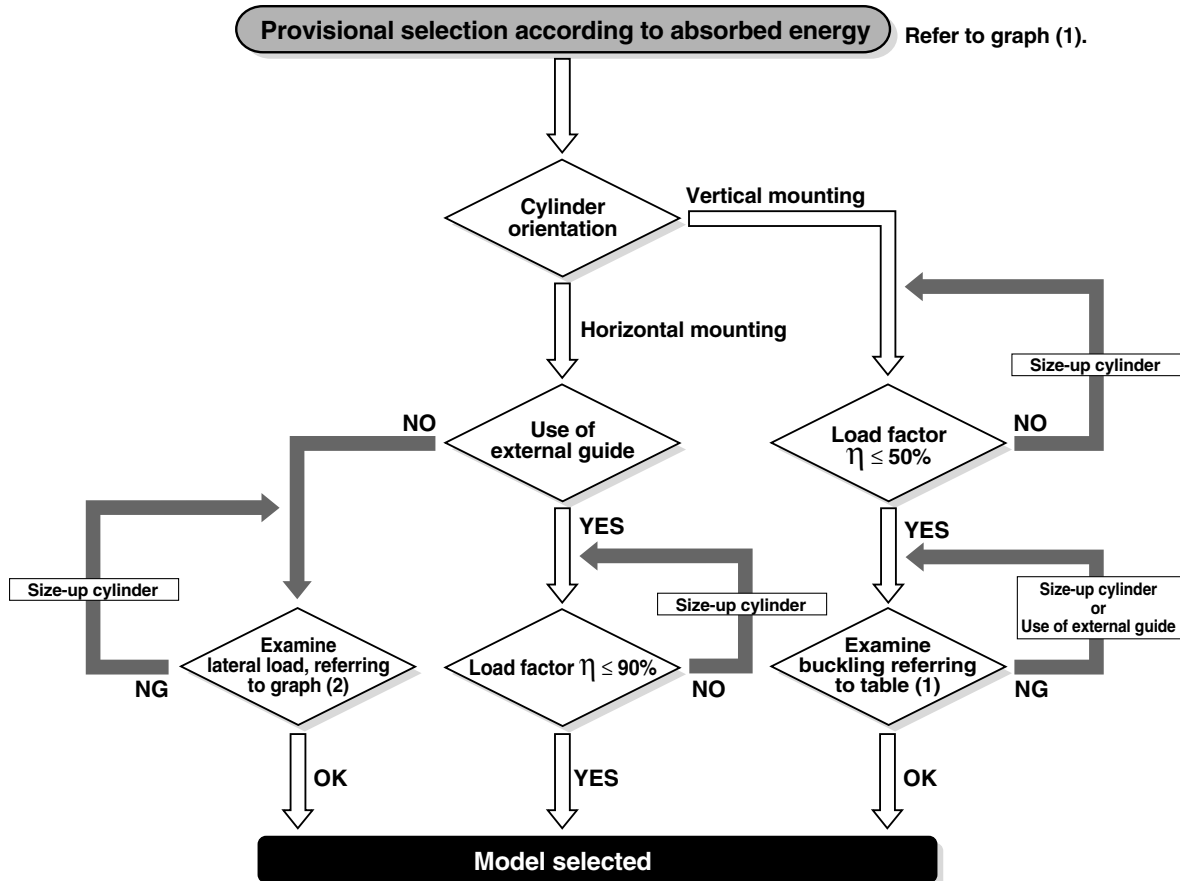 Provisional selection according to absorbed energy
Refer to graph (1).
Cylinder
orientation
Vertical mounting
Horizontal mounting
Size-up cylinder
NO
Use of
external guide
Load factor
η ≤ 50%
NO
YES
YES
Size-up cylinder
Size-up cylinder
Size-up cylinder
or
Use of external guide
Examine
lateral load, referring
to graph (2)
NG
Load factor η ≤ 90%
NO
Examine
buckling referring
to table (1)
NG
OK
YES
OK
Model selected